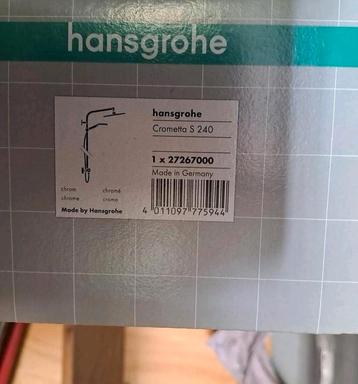 hansgrohe
hansgrohe
Crometta S 240
1 x 27267000
Made in Germany
chrom chromé
chrome cromo
Made by Hansgrohe
4 011097 775944